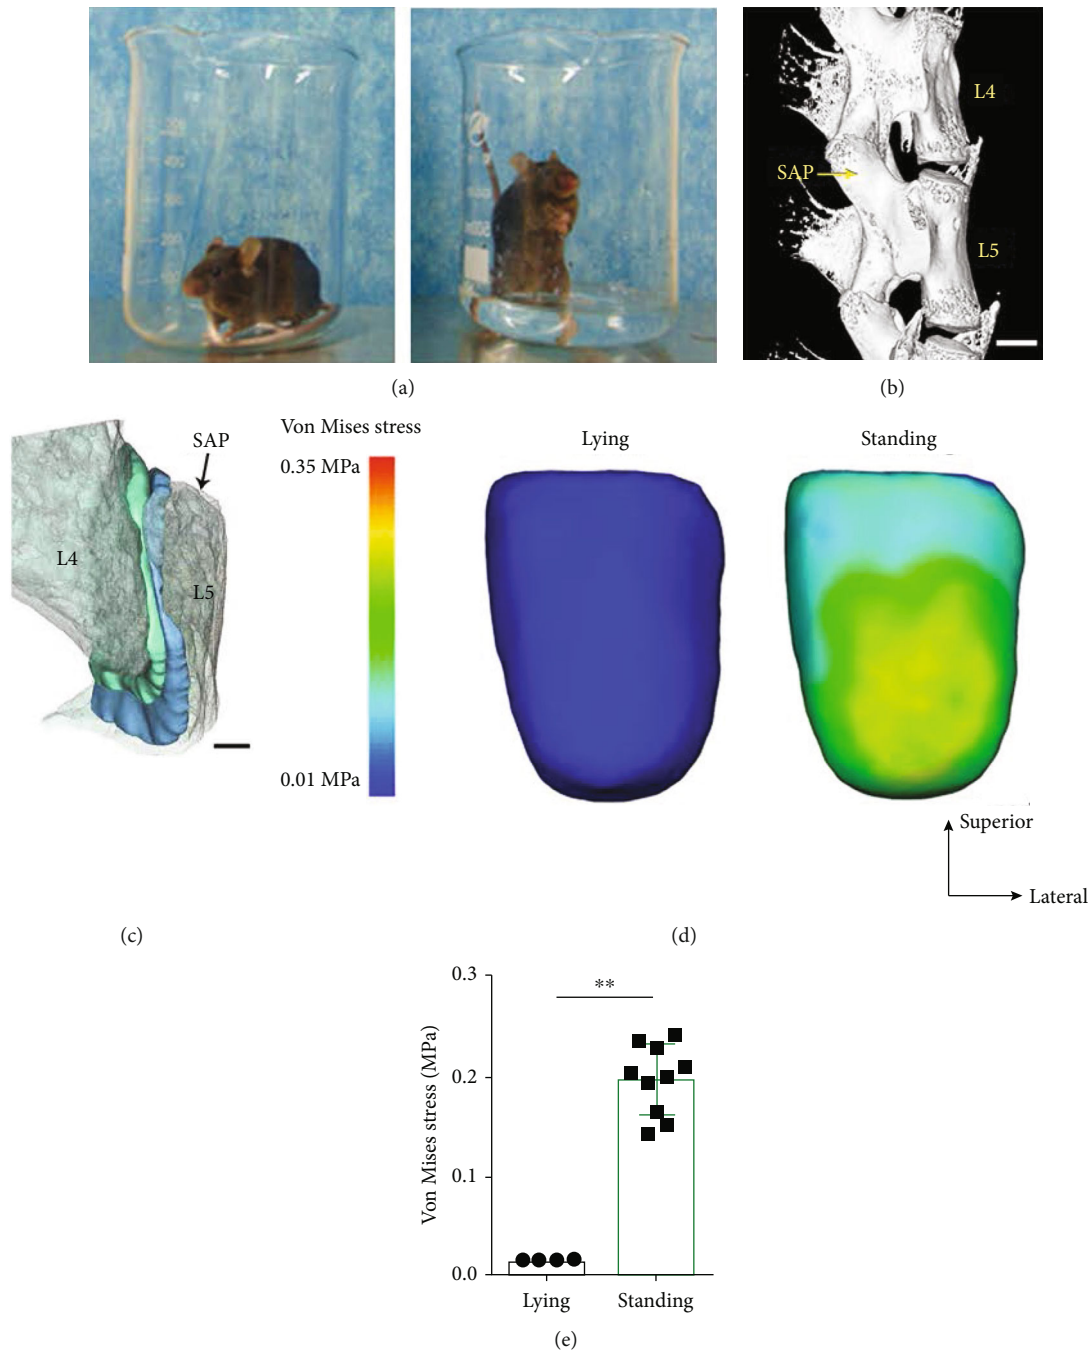 (a)
L4
SAP
L5
(b)
SAP
L4
L5
(c)
Von Mises stress
0.35 MPa
0.01 MPa
Lying
Standing
Superior
Lateral
(d)
0.3
**
0.2
0.1
0.0
Von Mises stress (MPa)
Lying
Standing
(e)